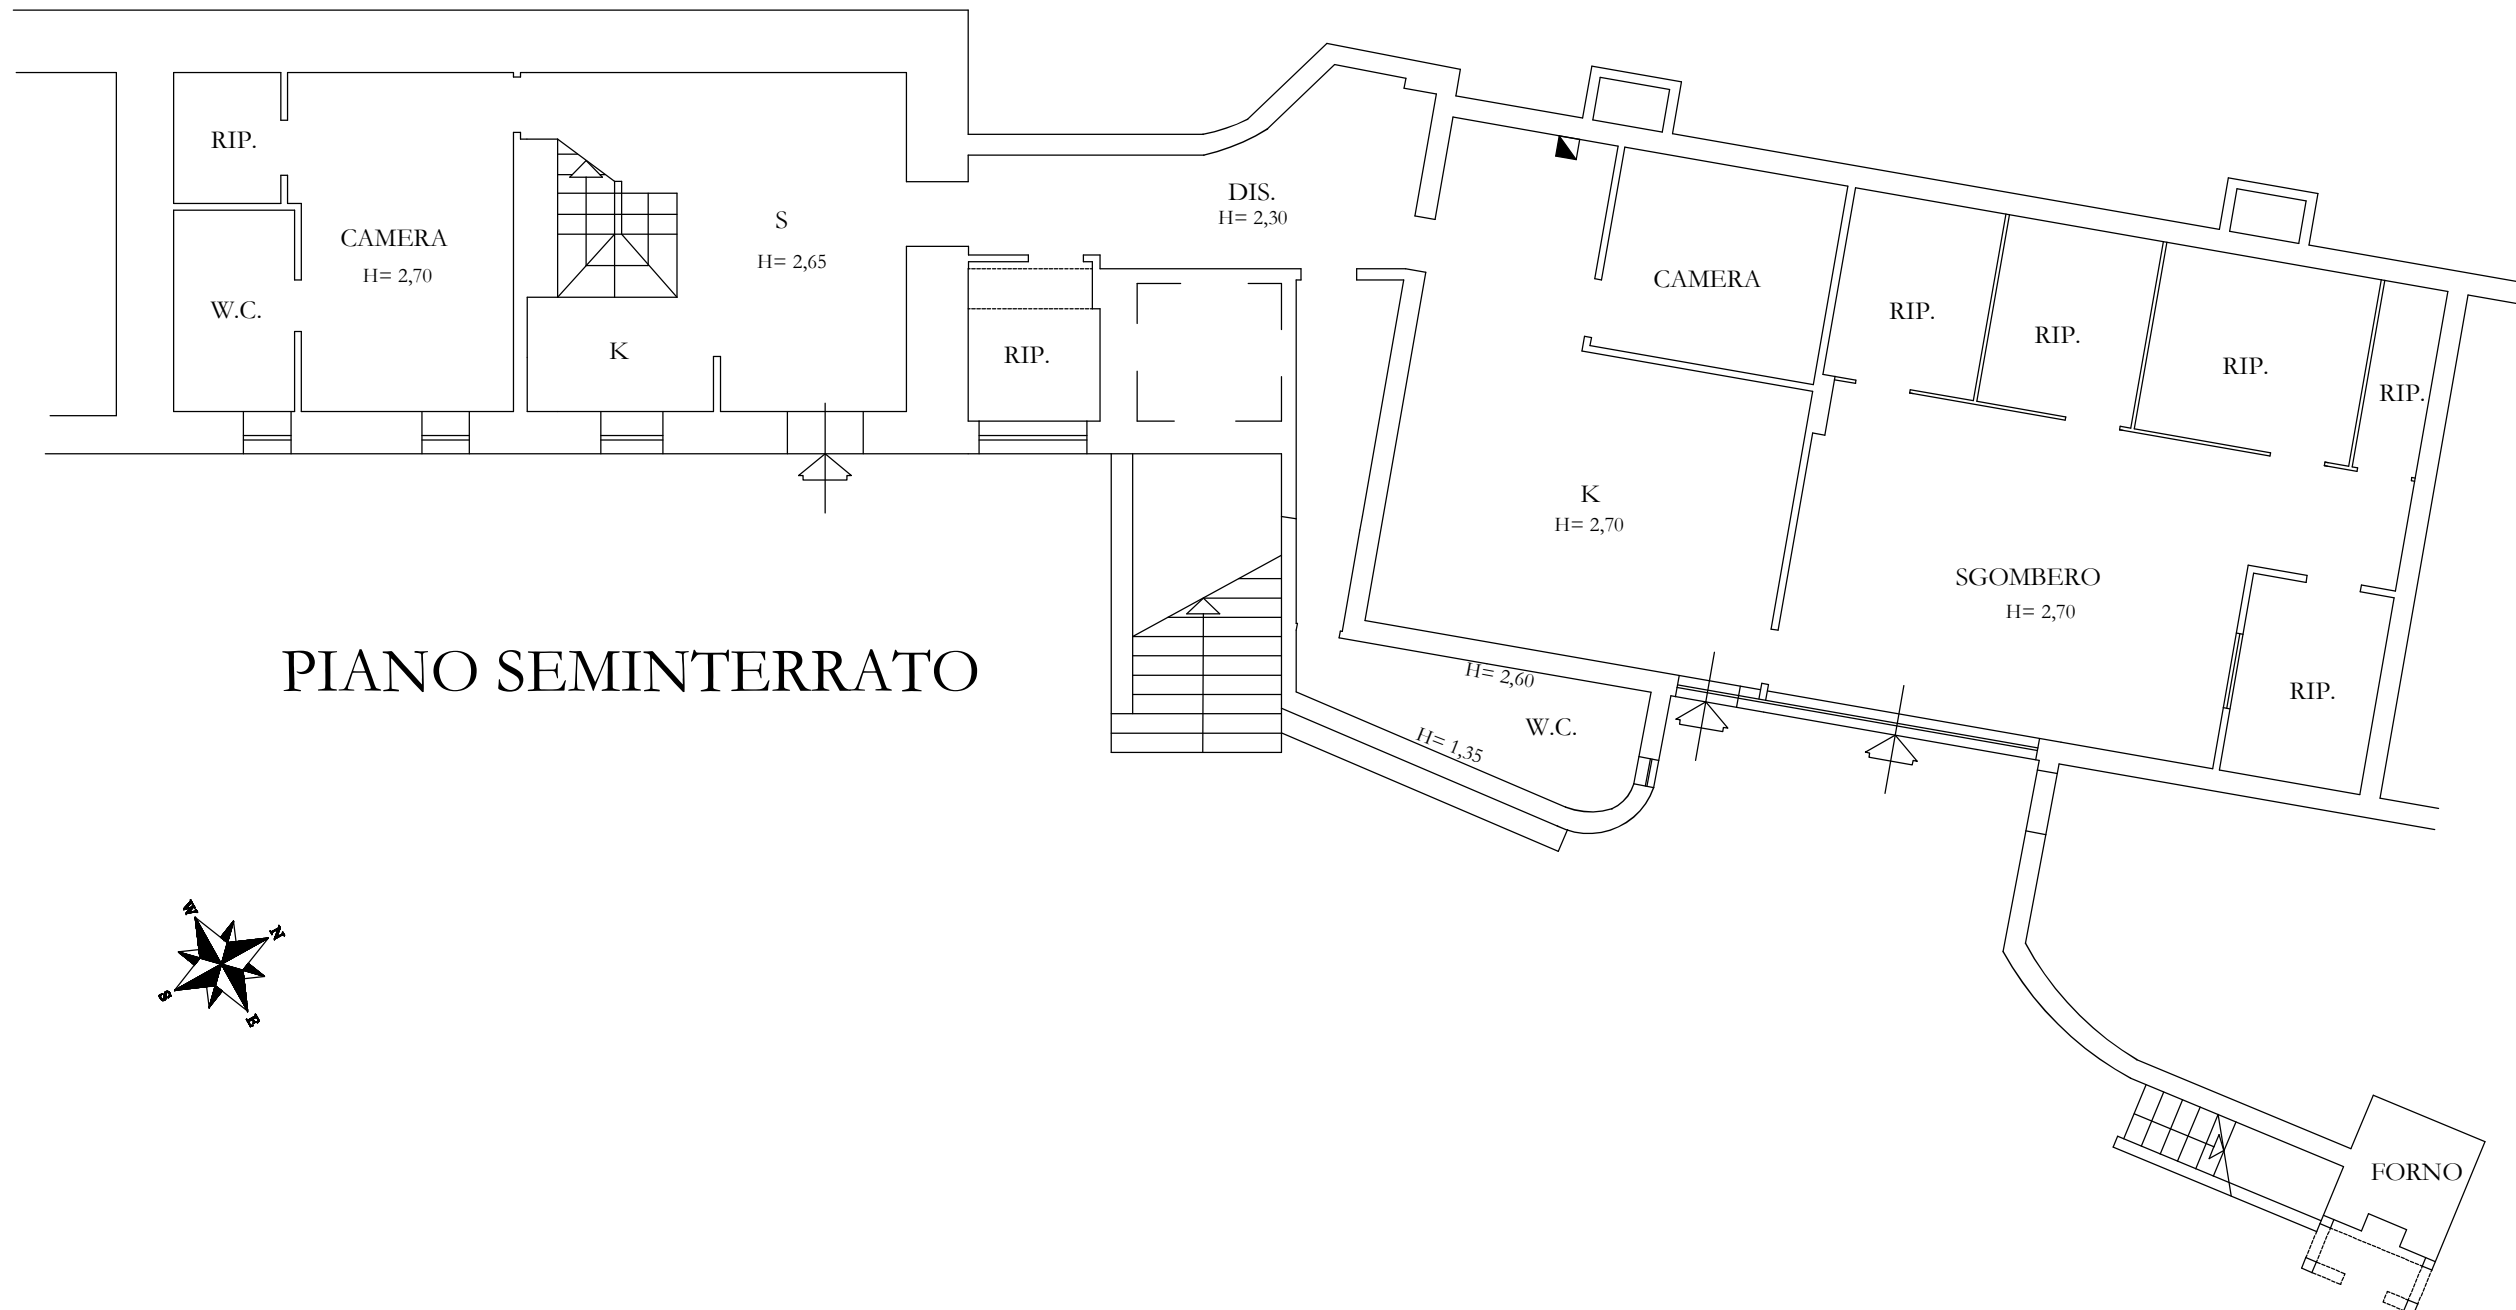 RIP.
CAMERA
H= 2,70
W.C.
S
H= 2,65
K
DIS.
H= 2,30
RIP.
CAMERA
RIP.
RIP.
RIP.
RIP.
K
H= 2,70
SGOMBERO
H= 2,70
RIP.
H= 2,60
W.C.
H= 1,35
PIANO SEMINTERRATO
W
N
S
E
FORNO